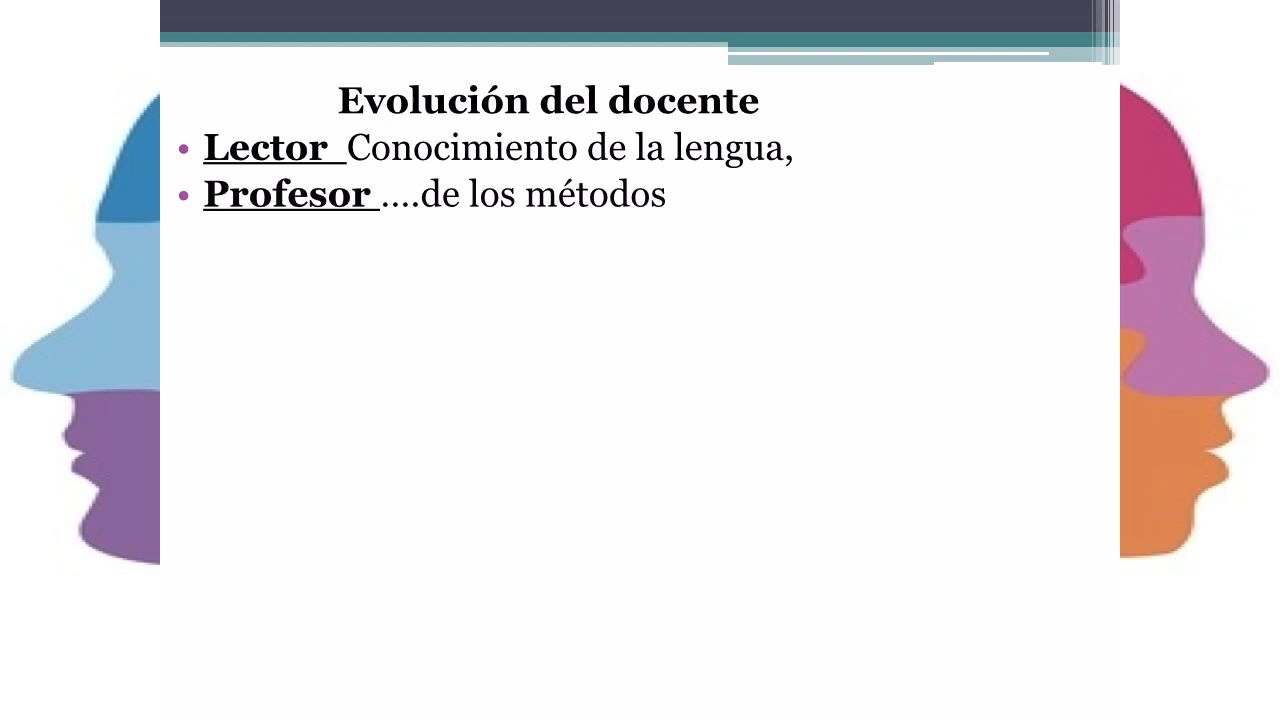 Evolución del docente
• Lector Conocimiento de la lengua,
• Profesor ....de los métodos